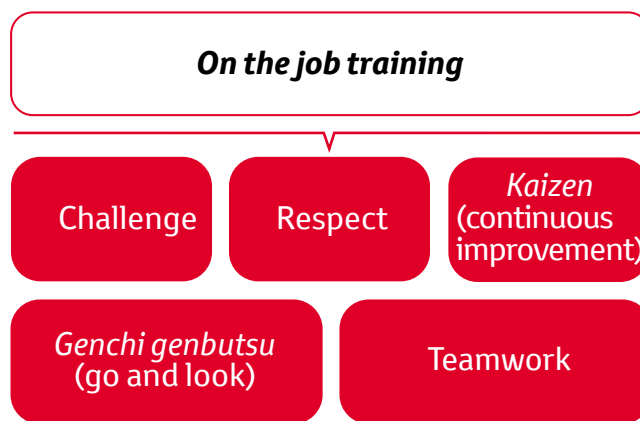 On the job training
Challenge
Respect
Kaizen
(continuous
improvement)
Genchi genbutsu
(go and look)
Teamwork